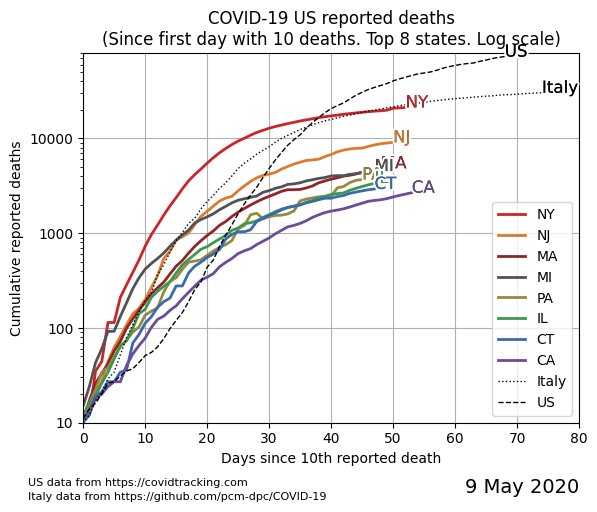 COVID-19 US reported deaths
(Since first day with 10 deaths. Top 8 states. Log scale)
US
Italy
NY
NJ
MA
MI
PA
IL
CT
CA
Cumulative reported deaths
10000
1000
100
10
NY
NJ
MA
MI
PA
IL
CT
CA
Italy
US
0 10 20 30 40 50 60 70 80
Days since 10th reported death
US data from https://covidtracking.com
Italy data from https://github.com/pcm-dpc/COVID-19
9 May 2020